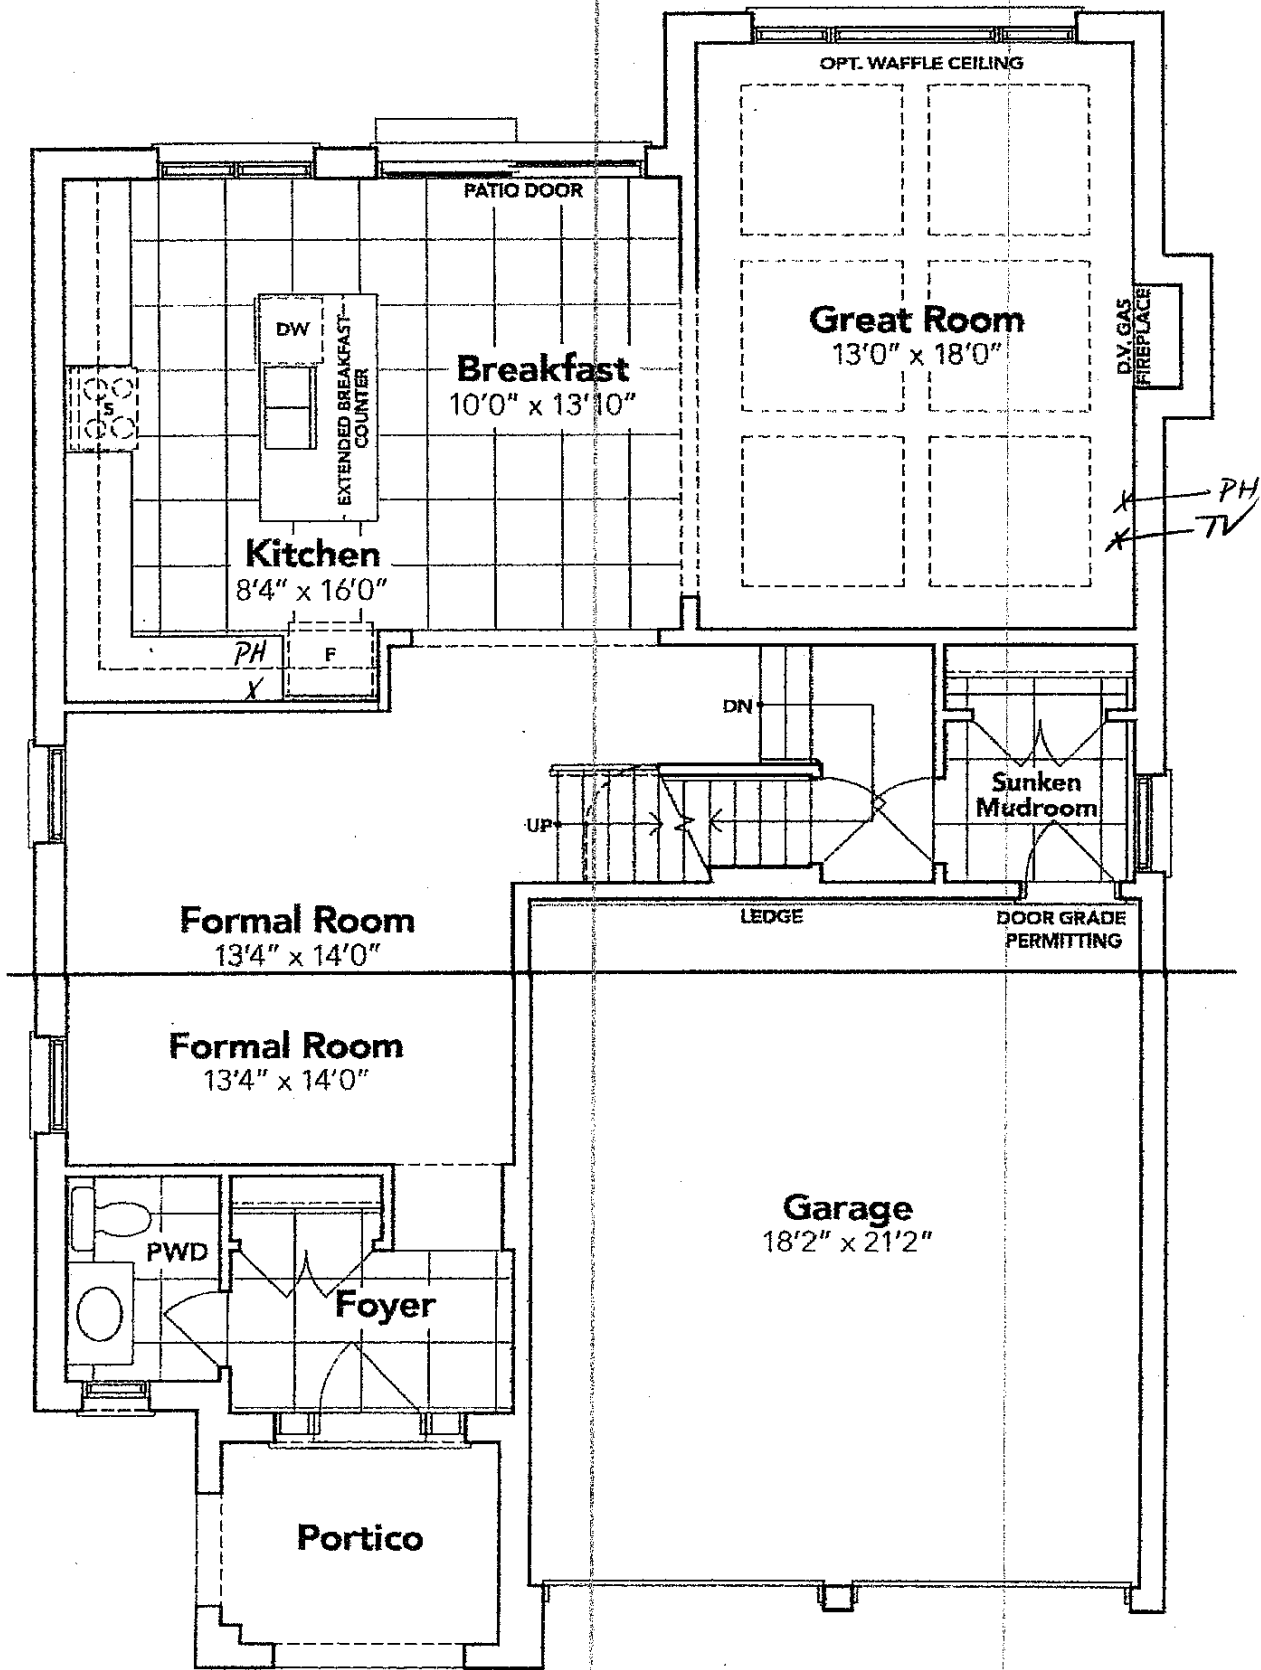 OPT. WAFFLE CEILING
PATIO DOOR
DW
EXTENDED BREAKFAST
COUNTER
S
Breakfast
10'0" x 13'10"
Great Room
13'0" x 18'0"
D.V. GAS
FIREPLACE
PH
TV
Kitchen
8'4" x 16'0"
PH
X
F
DN
UP
Sunken
Mudroom
LEDGE
DOOR GRADE
PERMITTING
Formal Room
13'4" x 14'0"
Formal Room
13'4" x 14'0"
PWD
Foyer
Garage
18'2" x 21'2"
Portico